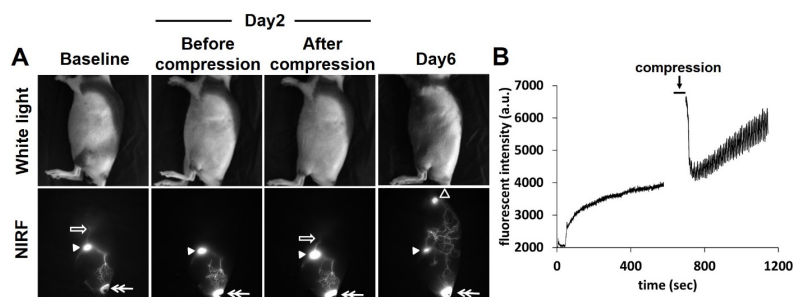 A
Day2
Baseline
Before compression
After compression
Day6
White light
NIRF
B
compression
fluorescent intensity (a.u.)
7000
6000
5000
4000
3000
2000
0
400
800
1200
time (sec)